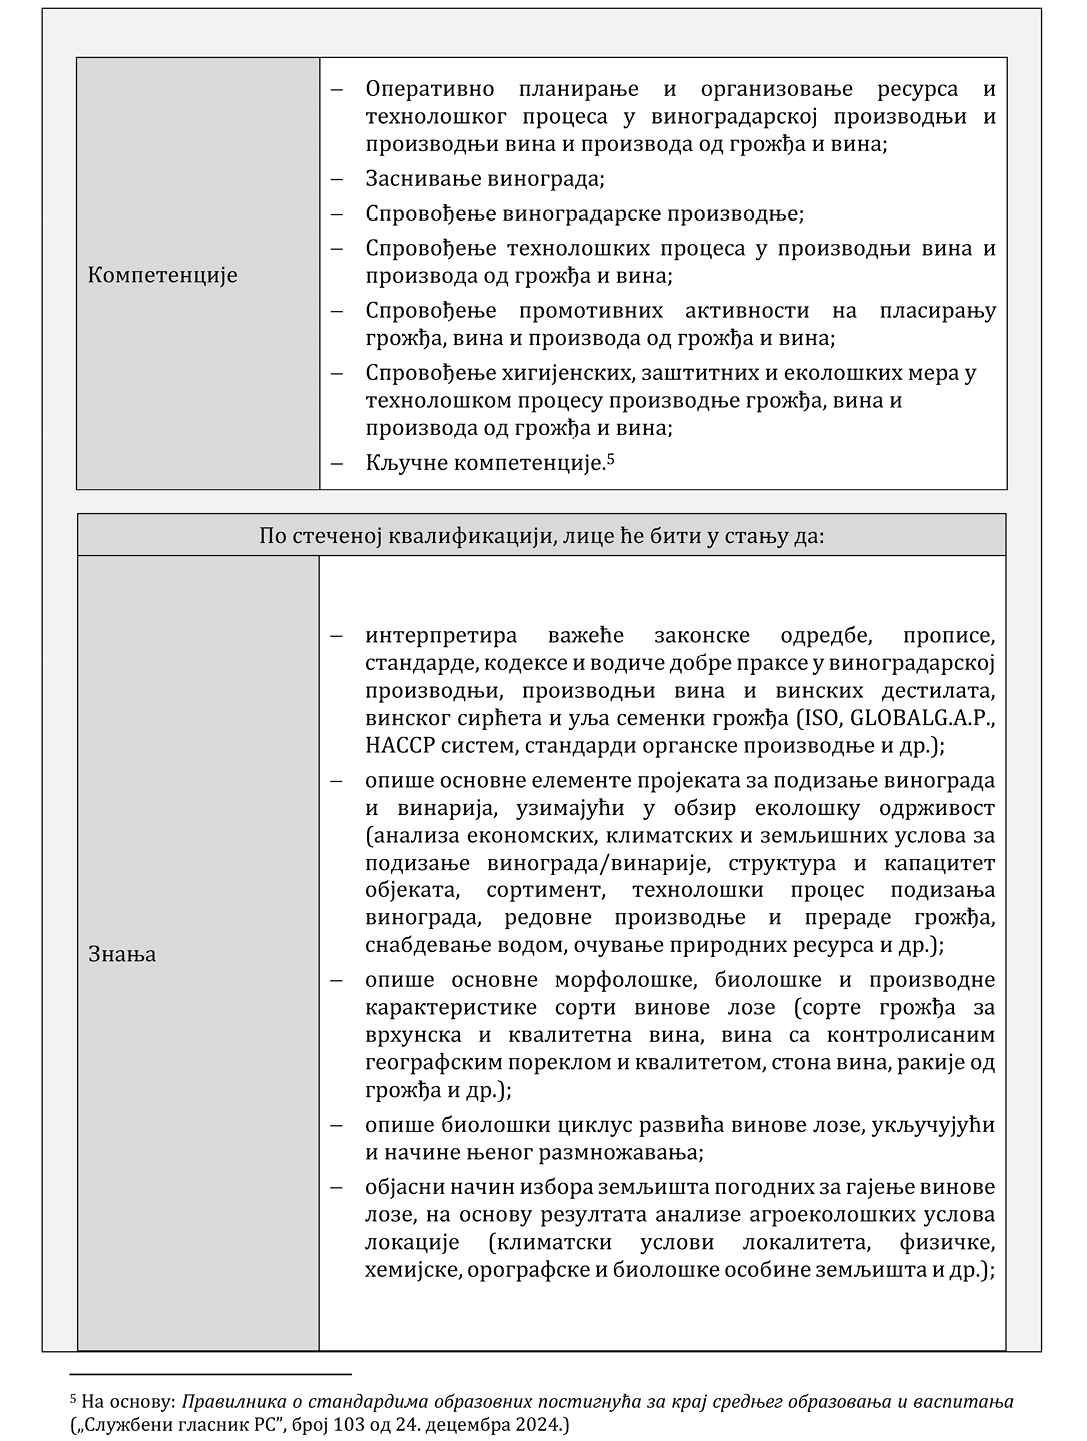 – Оперативно планирање и организовање ресурса и
технолошког процеса у виноградарској производњи и
производњи вина и производа од грожђа и вина;
– Заснивање винограда;
– Спровођење виноградарске производње;
– Спровођење технолошких процеса у производњи вина и
производа од грожђа и вина;
Компетенције
– Спровођење промотивних активности на пласирању
грожђа, вина и производа од грожђа и вина;
– Спровођење хигијенских, заштитних и еколошких мера у
технолошком процесу производње грожђа, вина и
производа од грожђа и вина;
– Кључне компетенције.⁵
По стеченој квалификацији, лице ће бити у стању да:
– интерпретира важеће законске одредбе, прописе,
стандарде, кодексе и водиче добре праксе у виноградарској
производњи, производњи вина и винских дестилата,
винског сирћета и уља семенки грожђа (ISO, GLOBALG.A.P.,
HACCP систем, стандарди органске производње и др.);
– опише основне елементе пројеката за подизање винограда
и винарија, узимајући у обзир еколошку одрживост
(анализа економских, климатских и земљишних услова за
подизање винограда/винарије, структура и капацитет
објеката, сортимент, технолошки процес подизања
винограда, редовне производње и прераде грожђа,
снабдевање водом, очување природних ресурса и др.);
Знања
– опише основне морфолошке, биолошке и производне
карактеристике сорти винове лозе (сорте грожђа за
врхунска и квалитетна вина, вина са контролисаним
географским пореклом и квалитетом, стона вина, ракије од
грожђа и др.);
– опише биолошки циклус развића винове лозе, укључујући
и начине њеног размножавања;
– објасни начин избора земљишта погодних за гајење винове
лозе, на основу резултата анализе агроеколошких услова
локације (климатски услови локалитета, физичке,
хемијске, орографске и биолошке особине земљишта и др.);
⁵ На основу: Правилника о стандардима образовних постигнућа за крај средњег образовања и васпитања
(„Службени гласник РС”, број 103 од 24. децембра 2024.)